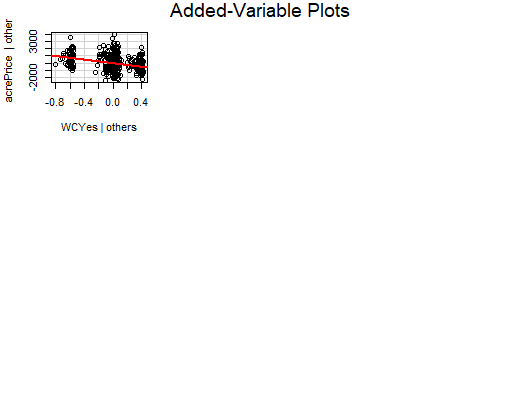 Added-Variable Plots
acrePrice | other
3000
-2000
-0.8 -0.4 0.0 0.4
WCYes | others